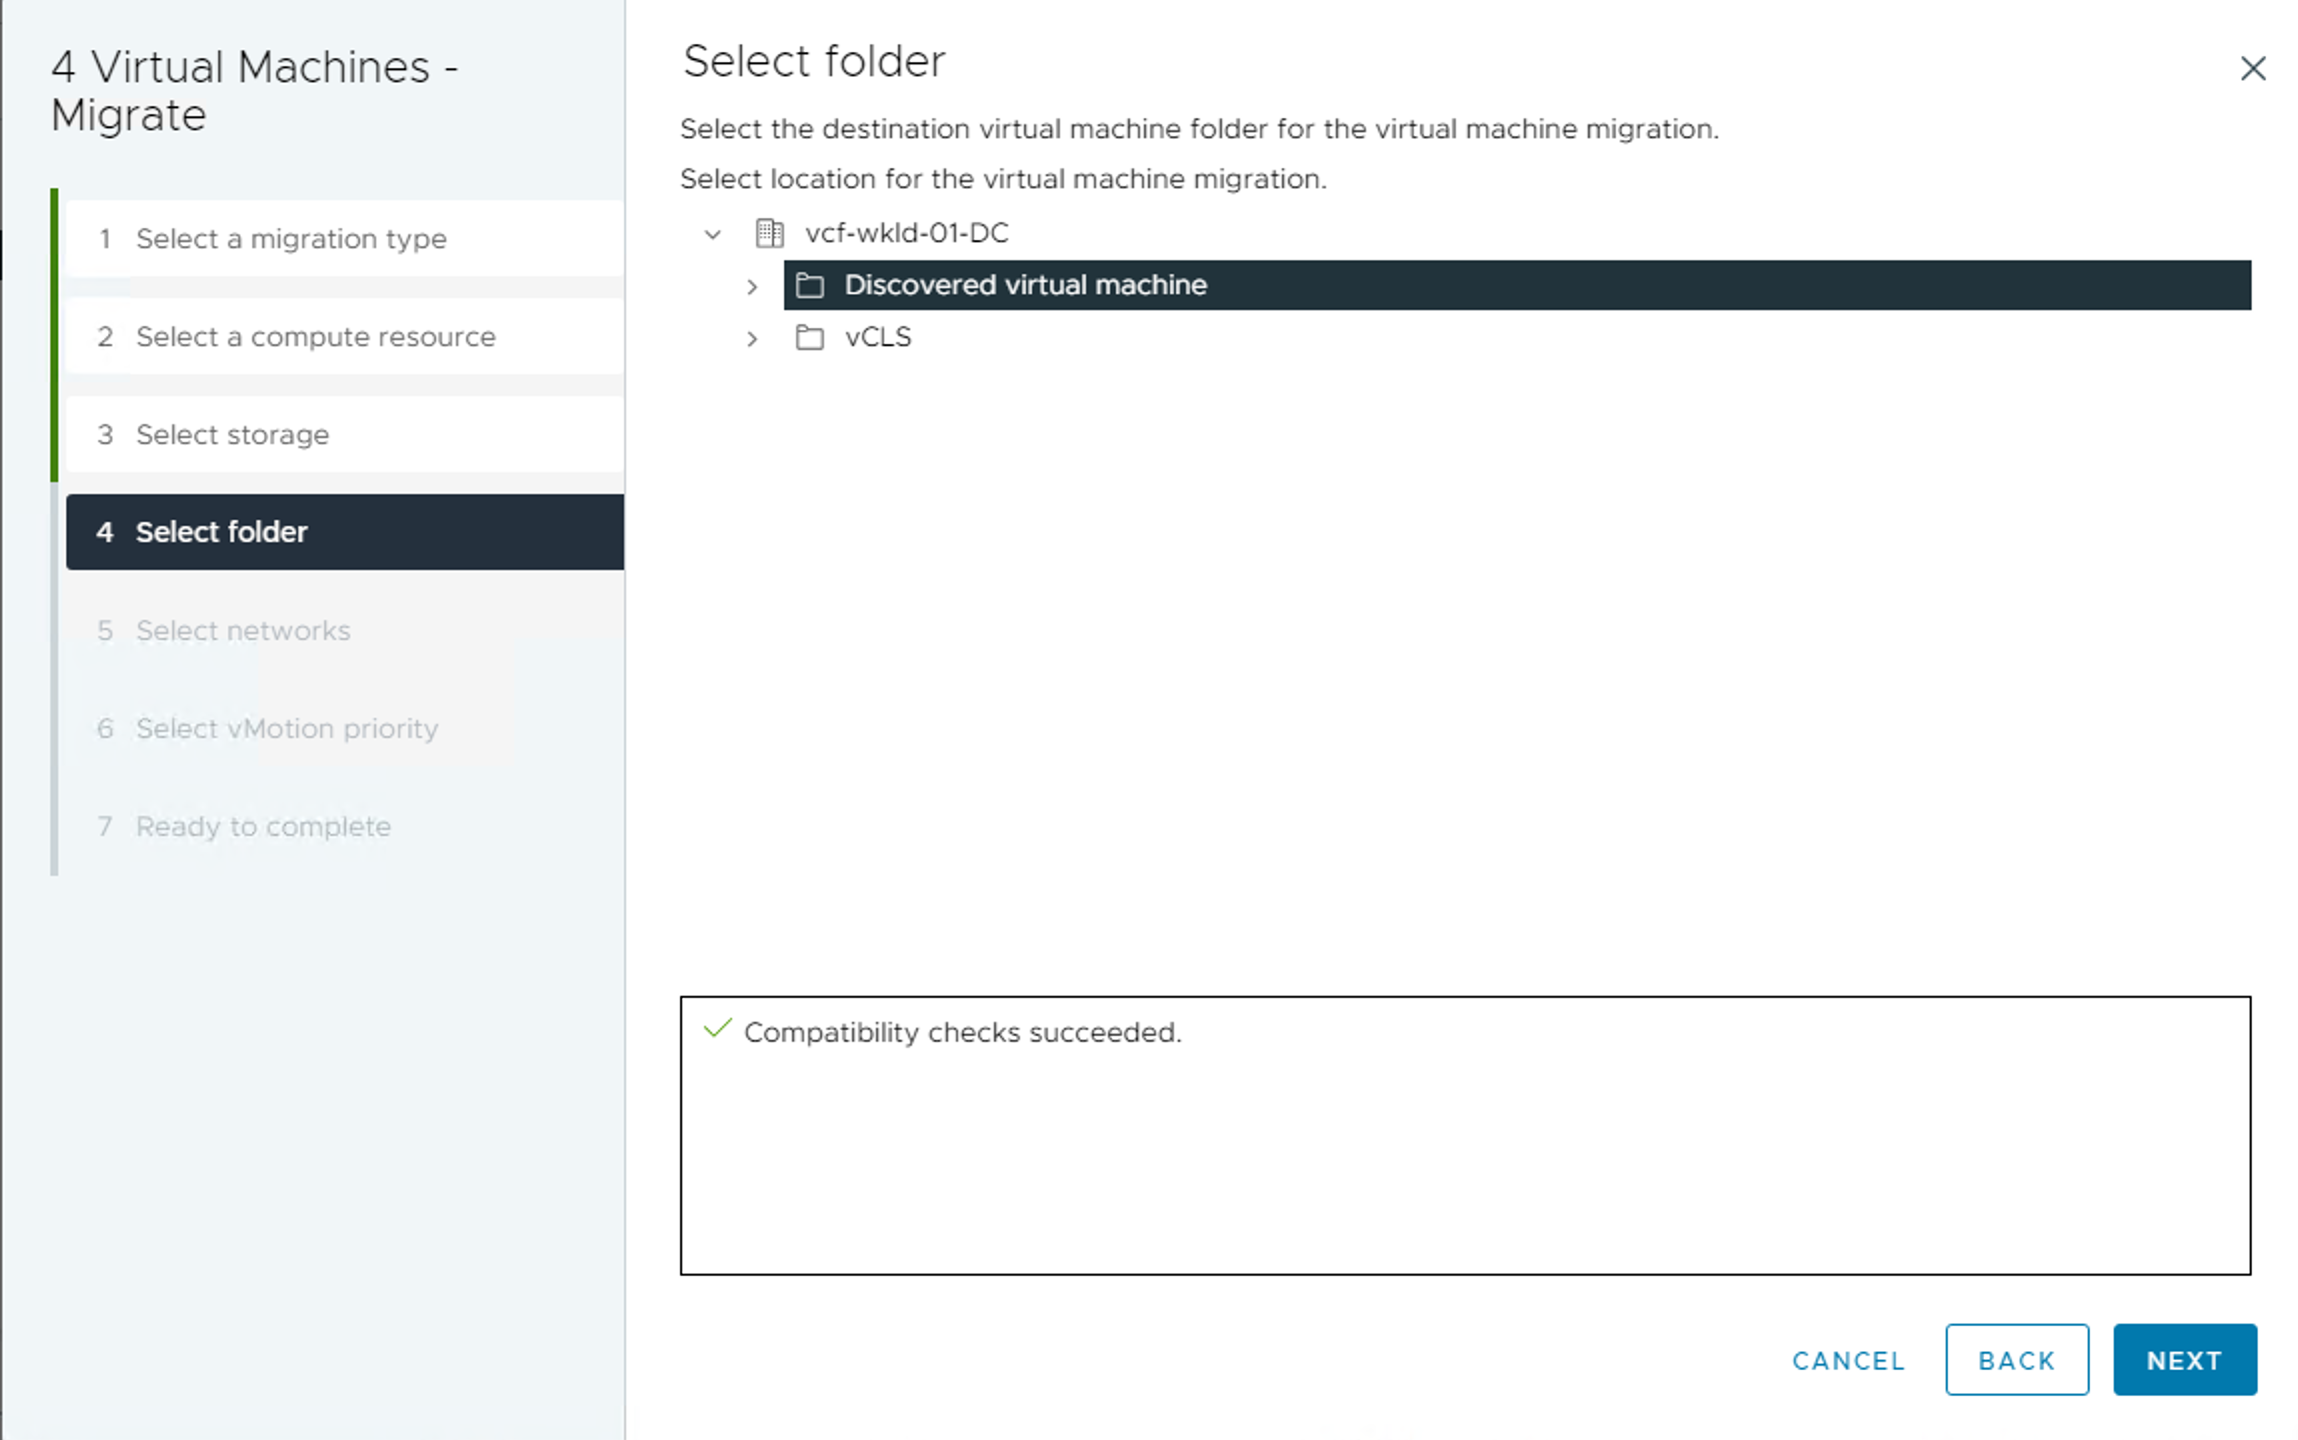 4 Virtual Machines -
Migrate
1 Select a migration type
2 Select a compute resource
3 Select storage
4 Select folder
5 Select networks
6 Select vMotion priority
7 Ready to complete
Select folder
Select the destination virtual machine folder for the virtual machine migration.
Select location for the virtual machine migration.
vcf-wkld-01-DC
Discovered virtual machine
vCLS
Compatibility checks succeeded.
CANCEL
BACK
NEXT